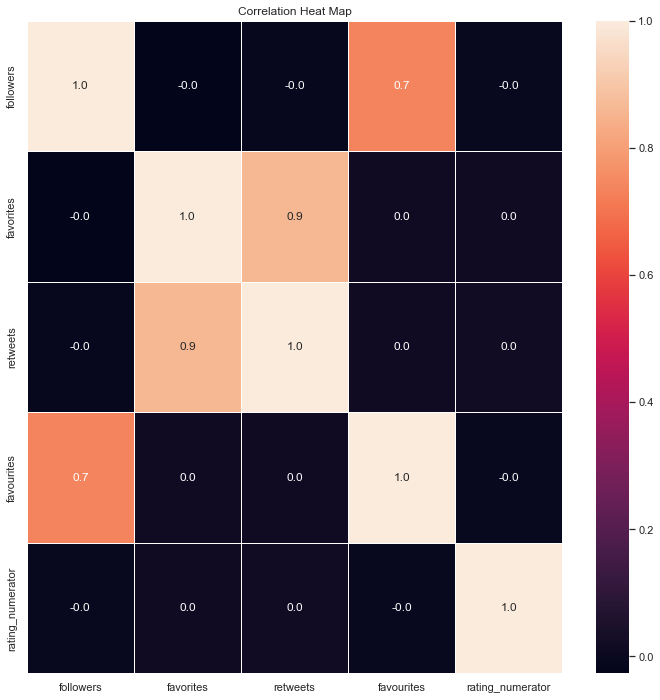 Correlation Heat Map
followers
1.0 -0.0 -0.0 0.7 -0.0
favorites
-0.0 1.0 0.9 0.0 0.0
retweets
-0.0 0.9 1.0 0.0 0.0
favourites
0.7 0.0 0.0 1.0 -0.0
rating_numerator
-0.0 0.0 0.0 -0.0 1.0
followers favorites retweets favourites rating_numerator
1.0
0.8
0.6
0.4
0.2
0.0